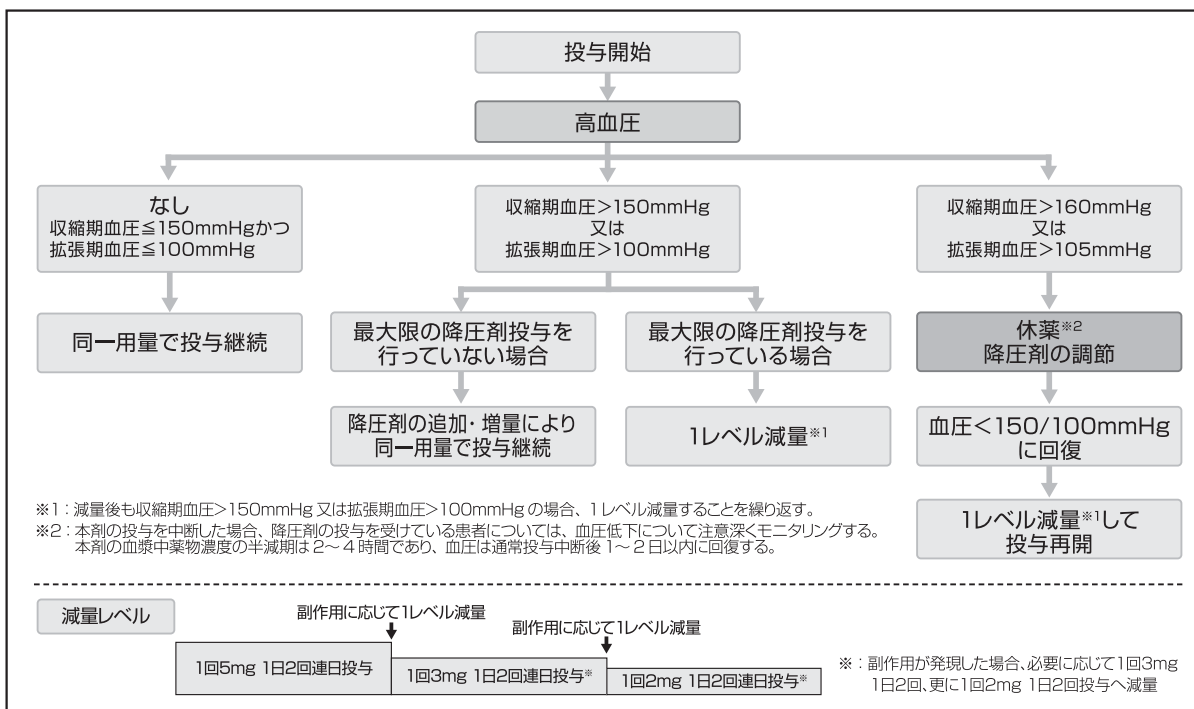 投与開始
高血圧
なし
収縮期血圧≦150mmHgかつ
拡張期血圧≦100mmHg
収縮期血圧>150mmHg
又は
拡張期血圧>100mmHg
収縮期血圧>160mmHg
又は
拡張期血圧>105mmHg
同一用量で投与継続
最大限の降圧剤投与を
行っていない場合
最大限の降圧剤投与を
行っている場合
休薬※2
降圧剤の調節
降圧剤の追加・増量により
同一用量で投与継続
1レベル減量※1
血圧<150/100mmHg
に回復
1レベル減量※1して
投与再開
※1：減量後も収縮期血圧>150mmHg 又は拡張期血圧>100mmHg の場合、1レベル減量することを繰り返す。
※2：本剤の投与を中断した場合、降圧剤の投与を受けている患者については、血圧低下について注意深くモニタリングする。
本剤の血漿中薬物濃度の半減期は2～4時間であり、血圧は通常投与中断後1～2日以内に回復する。
減量レベル
副作用に応じて1レベル減量
副作用に応じて1レベル減量
1回5mg 1日2回連日投与
1回3mg 1日2回連日投与※
1回2mg 1日2回連日投与※
※：副作用が発現した場合、必要に応じて1回3mg
1日2回、更に1回2mg 1日2回投与へ減量